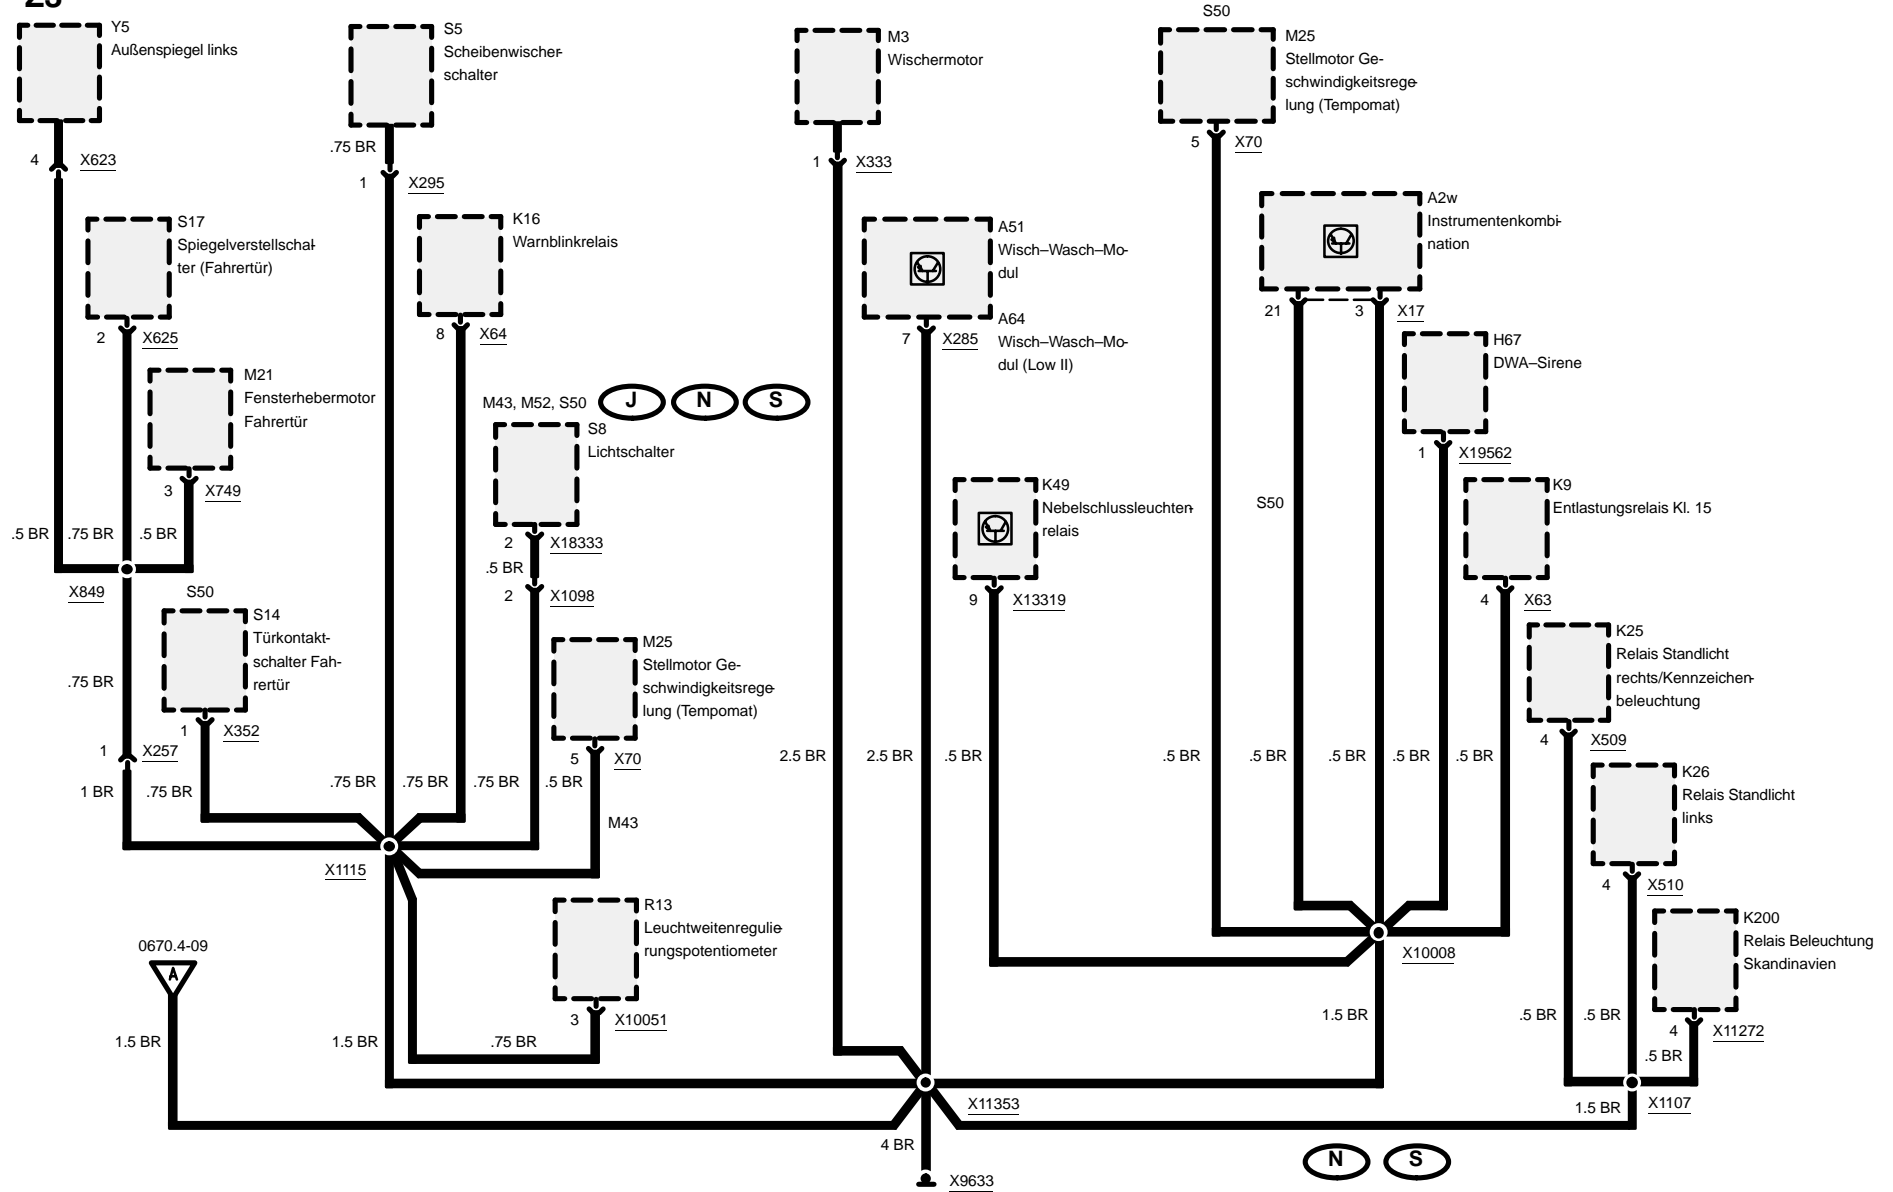 Y5
Außenspiegel links
4
X623
S17
Spiegelverstellschal-
ter (Fahrertür)
2
X625
M21
Fensterhebermotor
Fahrertür
3
X749
.5 BR
.75 BR
.5 BR
X849
S50
S14
Türkontakt-
schalter Fah-
rertür
.75 BR
1
X352
1
X257
1 BR
.75 BR
S5
Scheibenwischer-
schalter
.75 BR
1
X295
K16
Warnblinkrelais
8
X64
M43, M52, S50
J
N
S
S8
Lichtschalter
2
X18333
.5 BR
2
X1098
M25
Stellmotor Ge-
schwindigkeitsrege-
lung (Tempomat)
5
X70
.75 BR
.75 BR
.75 BR
.5 BR
M43
X1115
R13
Leuchtweitenregulie-
rungspotentiometer
3
X10051
.75 BR
0670.4-09
A
1.5 BR
1.5 BR
M3
Wischermotor
1
X333
A51
Wisch–Wasch–Mo-
dul
A64
Wisch–Wasch–Mo-
dul (Low II)
7
X285
K49
Nebelschlussleuchten-
relais
9
X13319
2.5 BR
2.5 BR
.5 BR
S50
M25
Stellmotor Ge-
schwindigkeitsrege-
lung (Tempomat)
5
X70
A2w
Instrumentenkombi-
nation
21
3
X17
H67
DWA–Sirene
1
X19562
S50
K9
Entlastungsrelais Kl. 15
4
X63
K25
Relais Standlicht
rechts/Kennzeichen-
beleuchtung
4
X509
.5 BR
.5 BR
.5 BR
.5 BR
.5 BR
K26
Relais Standlicht
links
4
X510
X10008
K200
Relais Beleuchtung
Skandinavien
4
X11272
1.5 BR
.5 BR
.5 BR
.5 BR
X11353
1.5 BR
X1107
4 BR
X9633
N
S